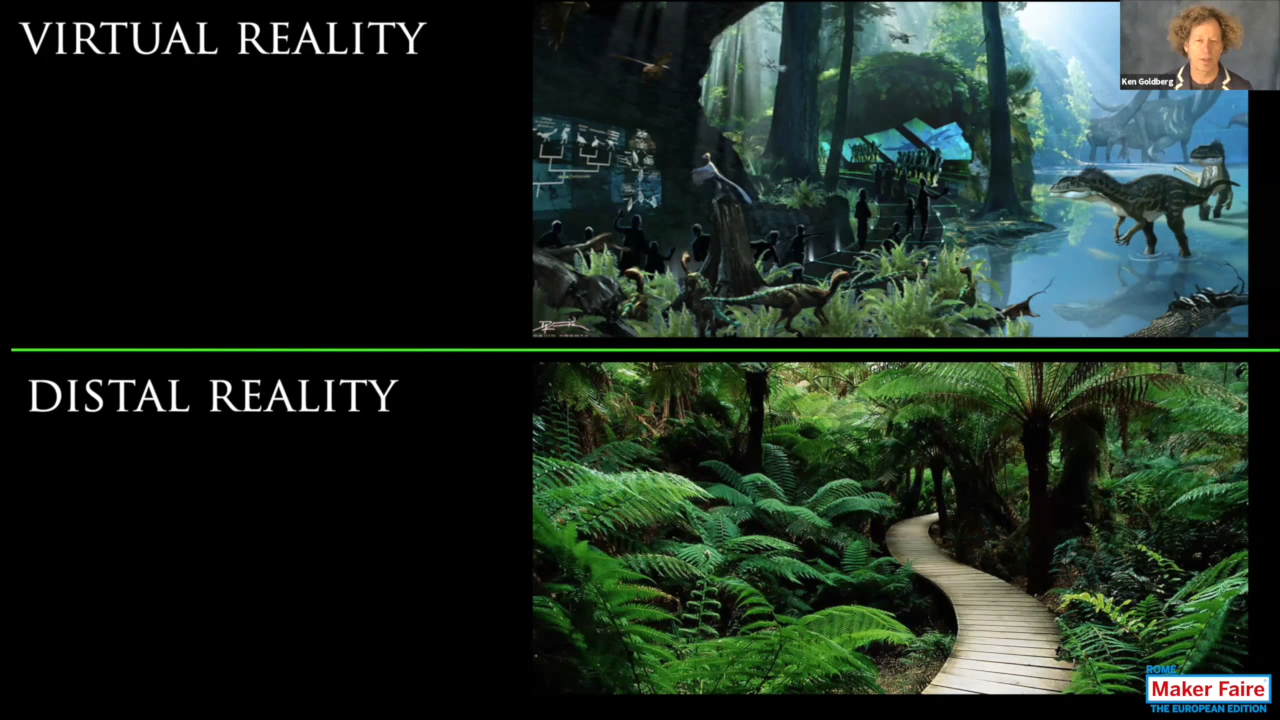 VIRTUAL REALITY
Ken Goldberg
DISTAL REALITY
ROME
Maker Faire
THE EUROPEAN EDITION